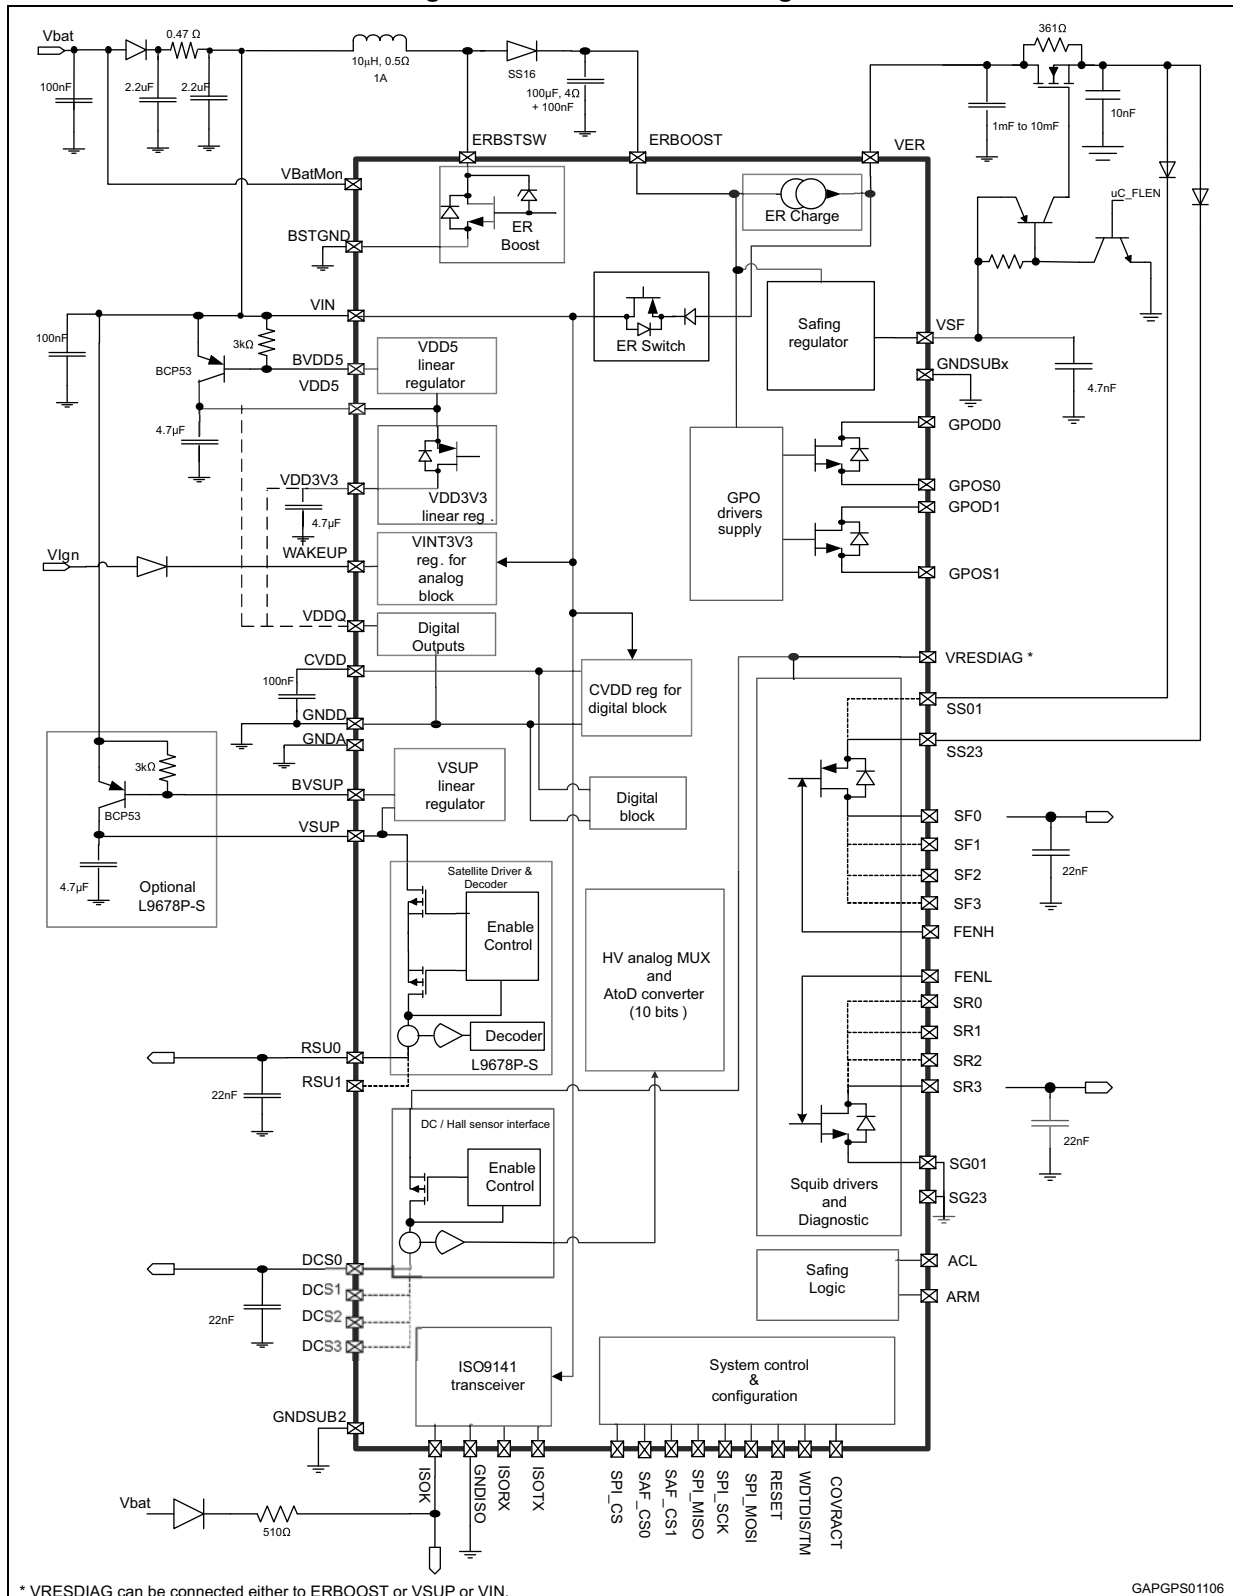 Vbat
0.47 Ω
100nF
2.2uF
2.2uF
10µH, 0.5Ω
1A
SS16
100µF, 4Ω
+ 100nF
361Ω
1mF to 10mF
10nF
ERBSTSW
ERBOOST
VER
VBatMon
ER
Boost
ER Charge
uC_FLEN
BSTGND
VIN
ER Switch
Safing
regulator
VSF
GNDSUBx
4.7nF
100nF
3kΩ
BCP53
BVDD5
VDD5
linear
regulator
VDD5
4.7µF
VDD3V3
4.7µF
VDD3V3
linear reg .
GPO
drivers
supply
GPOD0
GPOS0
GPOD1
GPOS1
VIgn
WAKEUP
VINT3V3
reg. for
analog
block
VDDQ
Digital
Outputs
CVDD
100nF
CVDD reg for
digital block
GNDD
GNDA
VRESDIAG *
SS01
SS23
3kΩ
BCP53
BVSUP
VSUP
linear
regulator
Digital
block
VSUP
4.7µF
Optional
L9678P-S
SF0
SF1
SF2
SF3
22nF
FENH
FENL
Satellite Driver &
Decoder
Enable
Control
Decoder
L9678P-S
HV analog MUX
and
AtoD converter
(10 bits )
SR0
SR1
SR2
SR3
22nF
RSU0
RSU1
22nF
DC / Hall sensor interface
Enable
Control
SG01
SG23
Squib drivers
and
Diagnostic
DCS0
DCS1
DCS2
DCS3
22nF
Safing
Logic
ACL
ARM
ISO9141
transceiver
System control
&
configuration
GNDSUB2
ISOK
GNDISO
ISORX
ISOTX
SPI_CS
SAF_CS0
SAF_CS1
SPI_MISO
SPI_SCK
SPI_MOSI
RESET
WDTDIS/TM
COVRACT
Vbat
510Ω
* VRESDIAG can be connected either to ERBOOST or VSUP or VIN.
GAPGPS01106